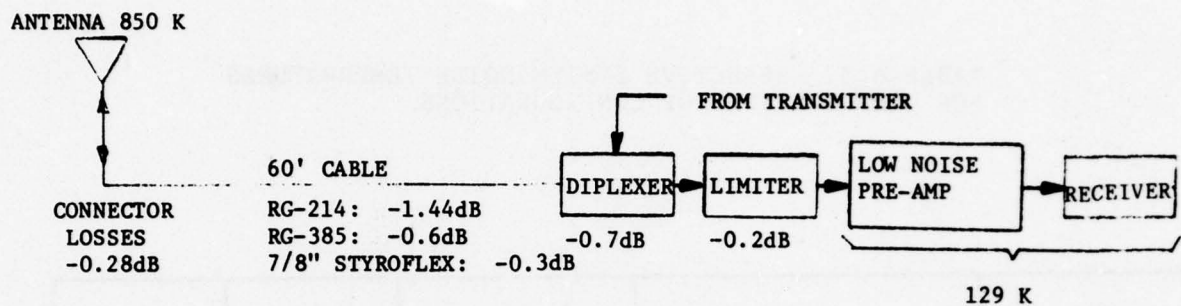 ANTENNA 850 K
FROM TRANSMITTER
60' CABLE
RG-214: -1.44dB
RG-385: -0.6dB
7/8" STYROFLEX: -0.3dB
CONNECTOR
LOSSES
-0.28dB
DIPLEXER
-0.7dB
LIMITER
-0.2dB
LOW NOISE
PRE-AMP
RECEIVER
129 K